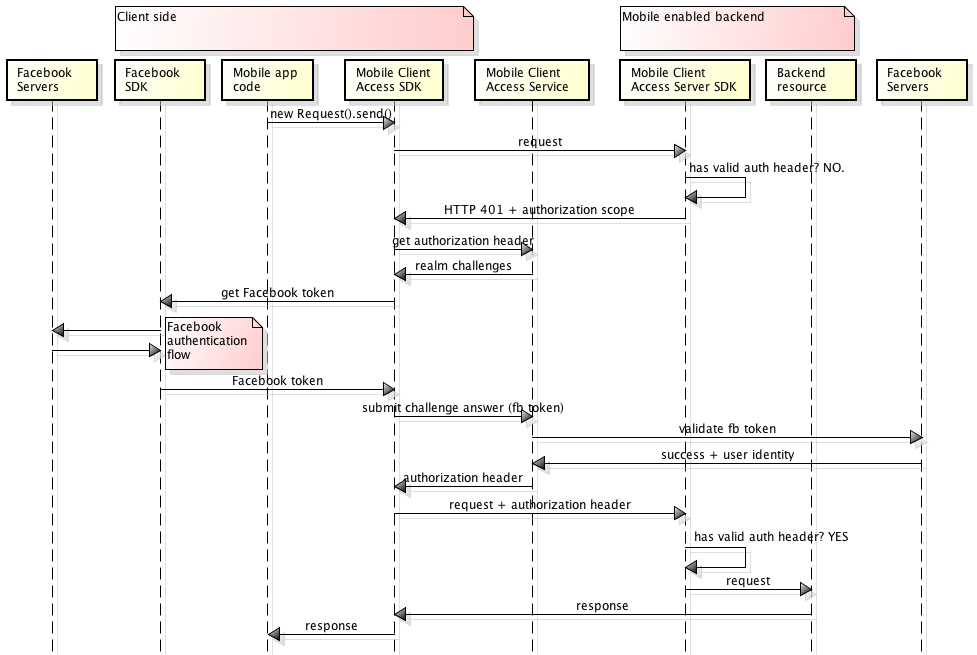 Client side
Mobile enabled backend
Facebook
Servers
Facebook
SDK
Mobile app
code
Mobile Client
Access SDK
Mobile Client
Access Service
Mobile Client
Access Server SDK
Backend
resource
Facebook
Servers
new Request().send()
request
has valid auth header? NO.
HTTP 401 + authorization scope
get authorization header
realm challenges
get Facebook token
Facebook
authentication
flow
Facebook token
submit challenge answer (fb token)
validate fb token
success + user identity
authorization header
request + authorization header
has valid auth header? YES
request
response
response